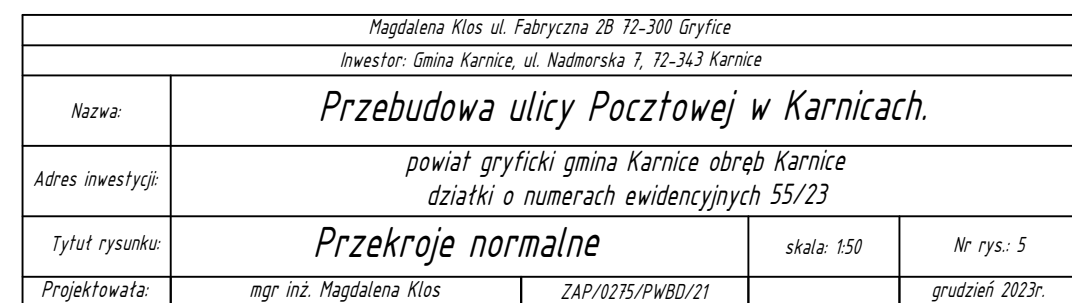 Magdalena Klos ul. Fabryczna 2B 72-300 Gryfice
Inwestor: Gmina Karnice, ul. Nadmorska 7, 72-343 Karnice
Nazwa: Przebudowa ulicy Pocztowej w Karnicach.
Adres inwestycji: powiat gryficki gmina Karnice obręb Karnice
działki o numerach ewidencyjnych 55/23
Tytuł rysunku: Przekroje normalne skala: 1:50 Nr rys.: 5
Projektowała: mgr inż. Magdalena Klos ZAP/0275/PWBD/21 grudzień 2023r.